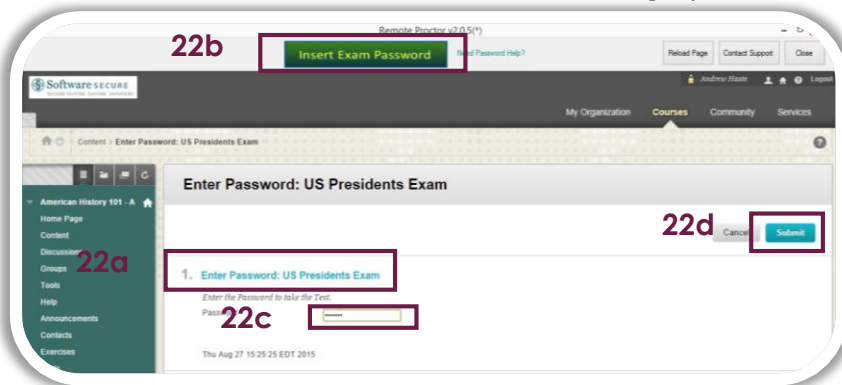 Remote Proctor v2.0.5(*)
22b
Insert Exam Password
Need Password Help?
Reload Page Contact Support Close
Software SECURE
Andrew Haste Logout
My Organization Courses Community Services
Content > Enter Password: US Presidents Exam
Enter Password: US Presidents Exam
American History 101 - A
Home Page
Content
Discussions
Groups
Tools
Help
Announcements
Contacts
Exercises
22a
22d
Cancel Submit
1. Enter Password: US Presidents Exam
Enter the Password to take the Test.
22c
Thu Aug 27 15:25:25 EDT 2015